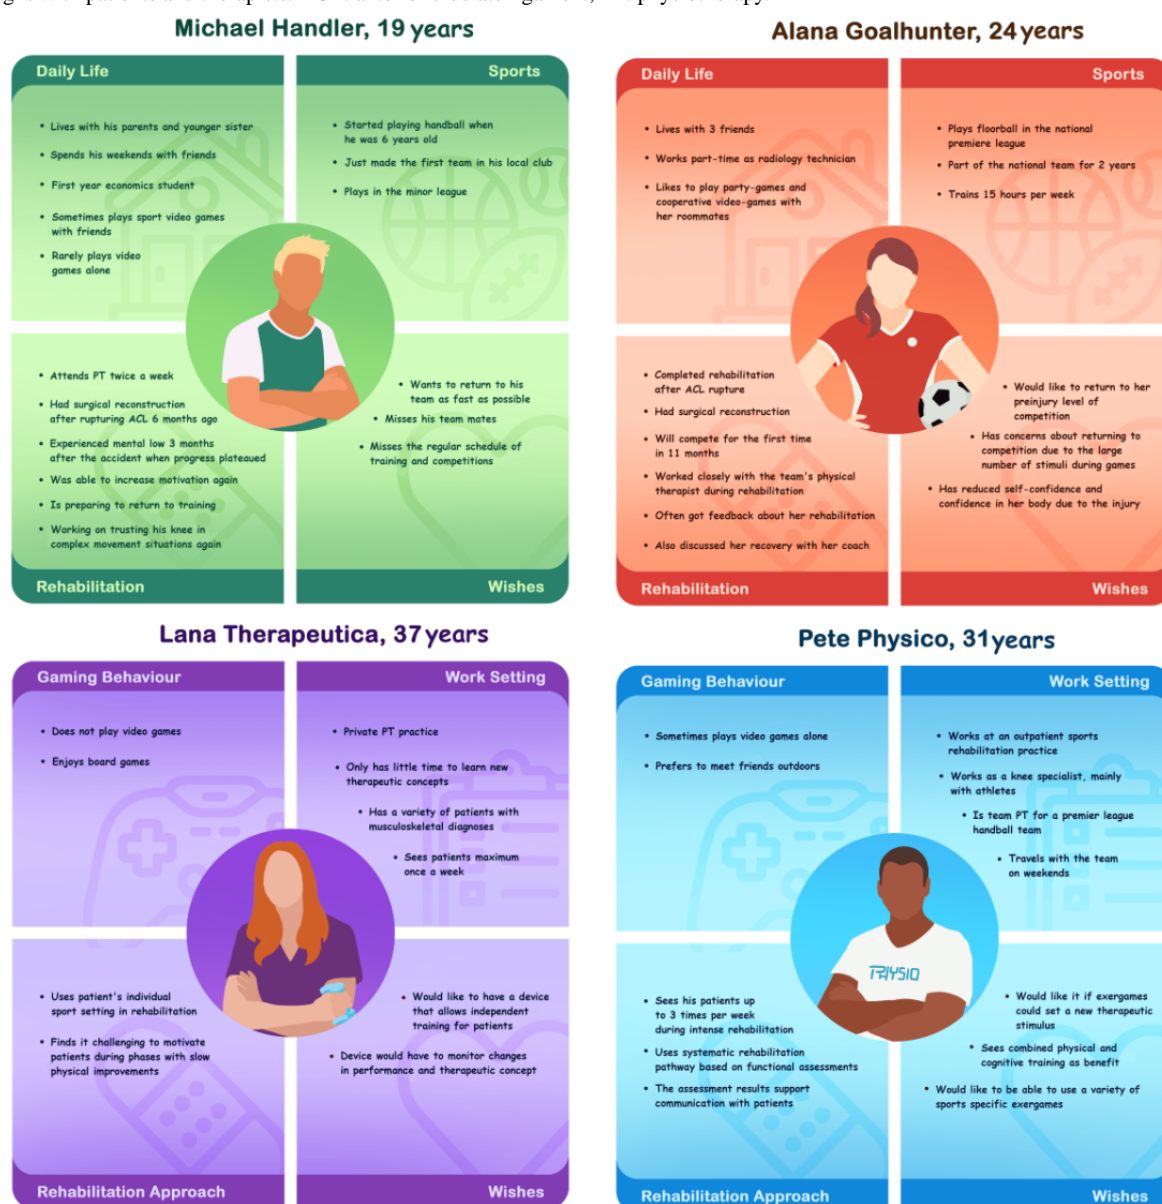 Michael Handler, 19 years
Daily Life
Sports
• Lives with his parents and younger sister
• Spends his weekends with friends
• First year economics student
• Sometimes plays sport video games
with friends
• Rarely plays video
games alone
• Started playing handball when
he was 6 years old
• Just made the first team in his local club
• Plays in the minor league
• Attends PT twice a week
• Had surgical reconstruction
after rupturing ACL 6 months ago
• Experienced mental low 3 months
after the accident when progress plateaued
• Was able to increase motivation again
• Is preparing to return to training
• Working on trusting his knee in
complex movement situations again
• Wants to return to his
team as fast as possible
• Misses his team mates
• Misses the regular schedule of
training and competitions
Rehabilitation
Wishes
Alana Goalhunter, 24 years
Daily Life
Sports
• Lives with 3 friends
• Works part-time as radiology technician
• Likes to play party-games and
cooperative video-games with
her roommates
• Plays floorball in the national
premiere league
• Part of the national team for 2 years
• Trains 15 hours per week
• Completed rehabilitation
after ACL rupture
• Had surgical reconstruction
• Will compete for the first time
in 11 months
• Worked closely with the team's physical
therapist during rehabilitation
• Often got feedback about her rehabilitation
• Also discussed her recovery with her coach
• Would like to return to her
preinjury level of
competition
• Has concerns about returning to
competition due to the large
number of stimuli during games
• Has reduced self-confidence and
confidence in her body due to the injury
Rehabilitation
Wishes
Lana Therapeutica, 37 years
Gaming Behaviour
Work Setting
• Does not play video games
• Enjoys board games
• Private PT practice
• Only has little time to learn new
therapeutic concepts
• Has a variety of patients with
musculoskeletal diagnoses
• Sees patients maximum
once a week
• Uses patient's individual
sport setting in rehabilitation
• Finds it challenging to motivate
patients during phases with slow
physical improvements
• Would like to have a device
that allows independent
training for patients
• Device would have to monitor changes
in performance and therapeutic concept
Rehabilitation Approach
Wishes
Pete Physico, 31 years
Gaming Behaviour
Work Setting
• Sometimes plays video games alone
• Prefers to meet friends outdoors
• Works at an outpatient sports
rehabilitation practice
• Works as a knee specialist, mainly
with athletes
• Is team PT for a premier league
handball team
• Travels with the team
on weekends
PHYSIO
• Sees his patients up
to 3 times per week
during intense rehabilitation
• Uses systematic rehabilitation
pathway based on functional assessments
• The assessment results support
communication with patients
• Would like it if exergames
could set a new therapeutic
stimulus
• Sees combined physical and
cognitive training as benefit
• Would like to be able to use a variety of
sports specific exergames
Rehabilitation Approach
Wishes